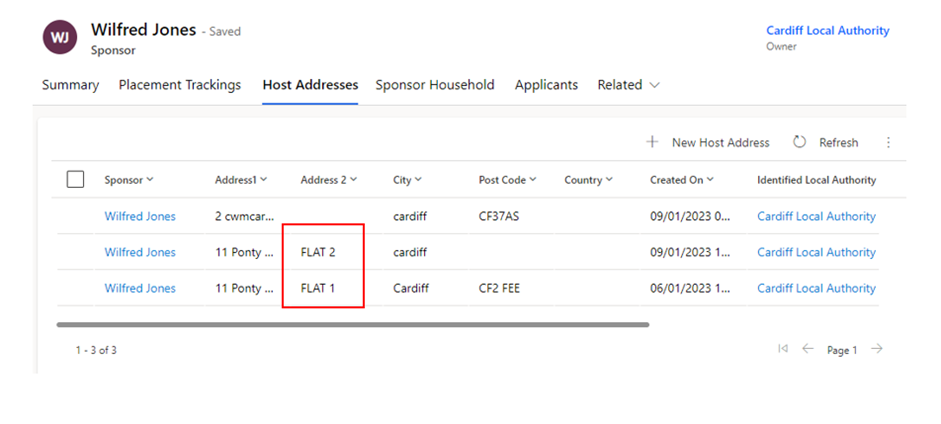 WJ
Wilfred Jones - Saved
Sponsor
Cardiff Local Authority
Owner
Summary Placement Trackings Host Addresses Sponsor Household Applicants Related
New Host Address Refresh
Sponsor Address1 Address 2 City Post Code Country Created On Identified Local Authority
Wilfred Jones 2 cwmcar... cardiff CF37AS 09/01/2023 0... Cardiff Local Authority
Wilfred Jones 11 Ponty ... FLAT 2 cardiff 09/01/2023 1... Cardiff Local Authority
Wilfred Jones 11 Ponty ... FLAT 1 Cardiff CF2 FEE 06/01/2023 1... Cardiff Local Authority
1 - 3 of 3 Page 1